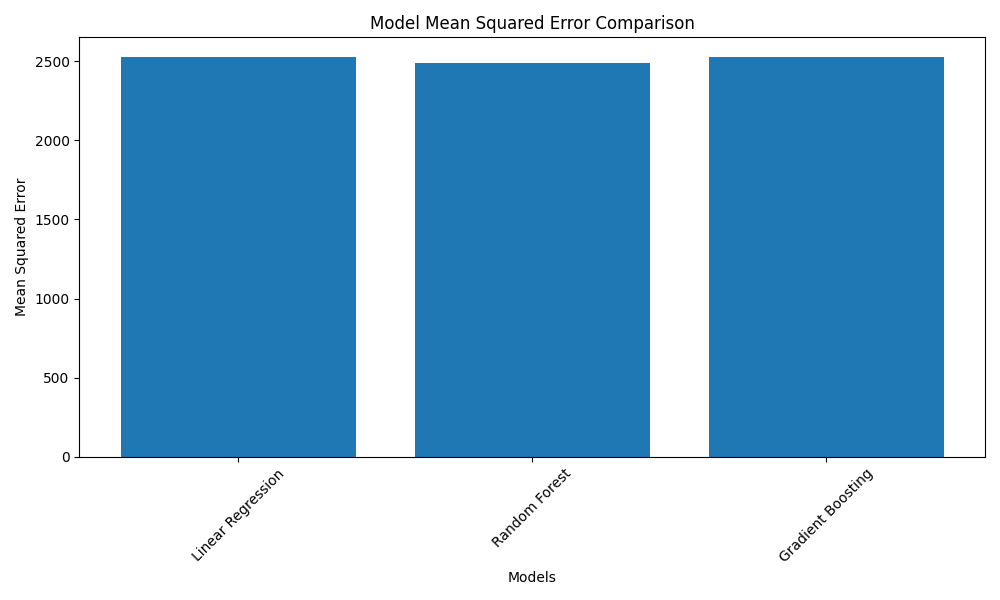 Model Mean Squared Error Comparison
Mean Squared Error
2500
2000
1500
1000
500
0
Linear Regression
Random Forest
Gradient Boosting
Models